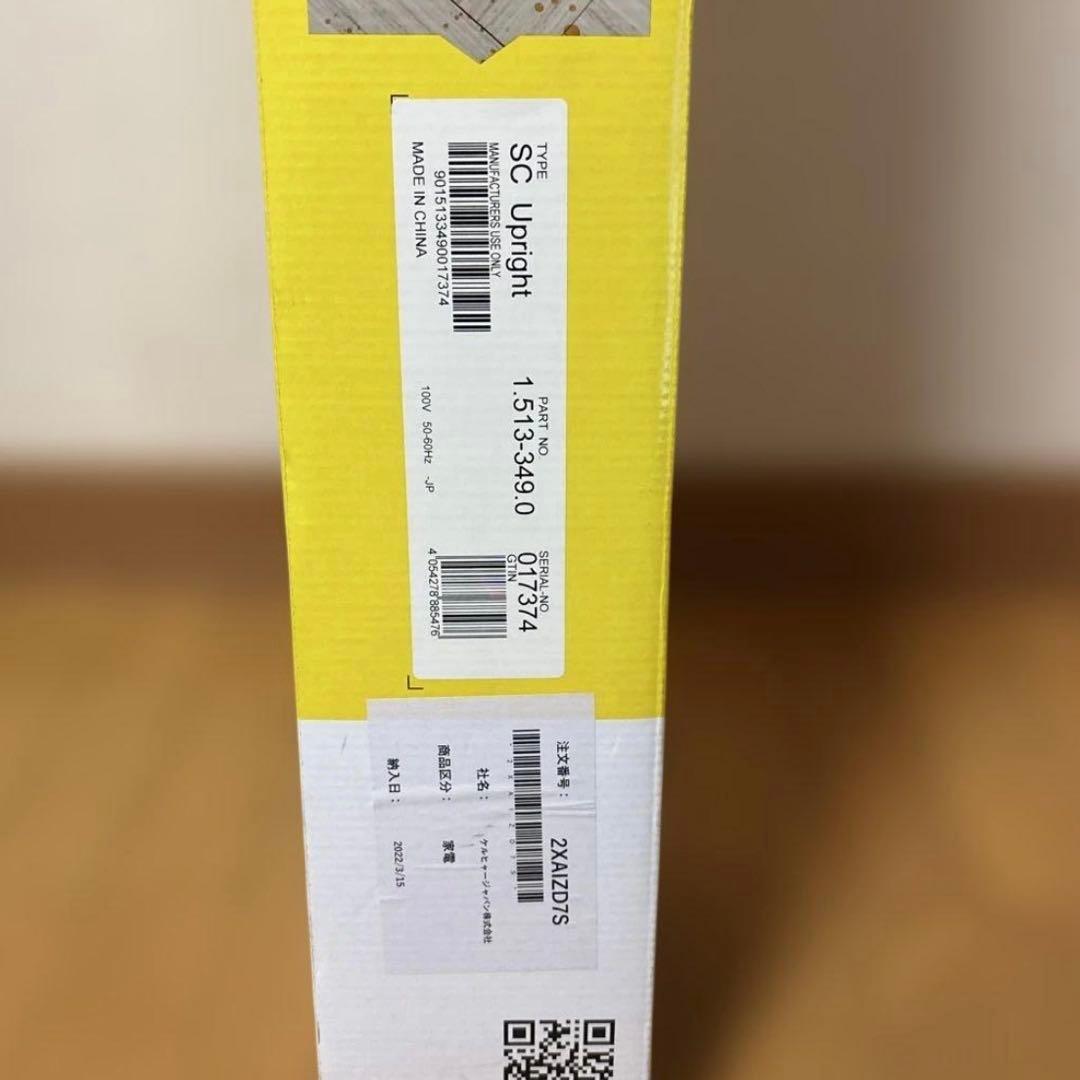 TYPE
SC Upright
MANUFACTURERS USE ONLY
9015133490017374
MADE IN CHINA
PART NO
1.513-349.0
100V 50-60Hz -JP
SERIAL-NO.
017374
GTIN
4 054278 885476
注文番号: 2XAIZD7S
社名: ケルヒャージャパン株式会社
商品区分: 家電
納入日: 2022/3/15